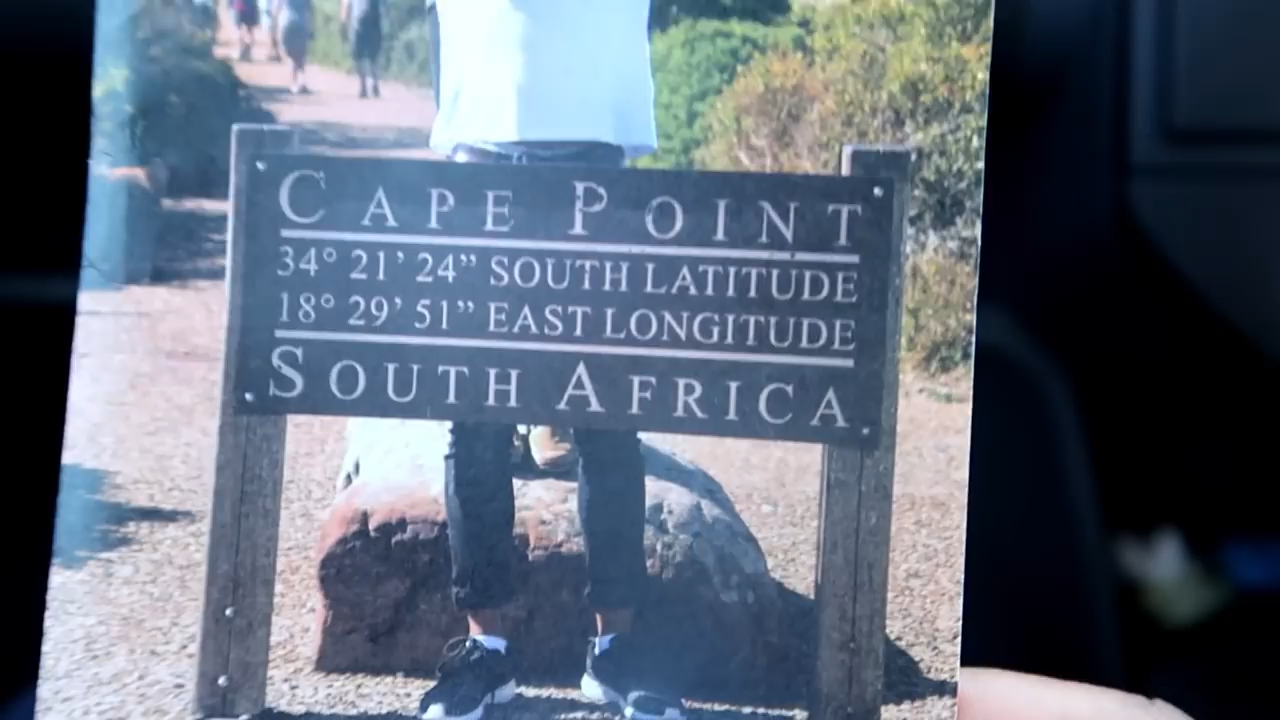 CAPE POINT
34° 21' 24" SOUTH LATITUDE
18° 29' 51" EAST LONGITUDE
SOUTH AFRICA